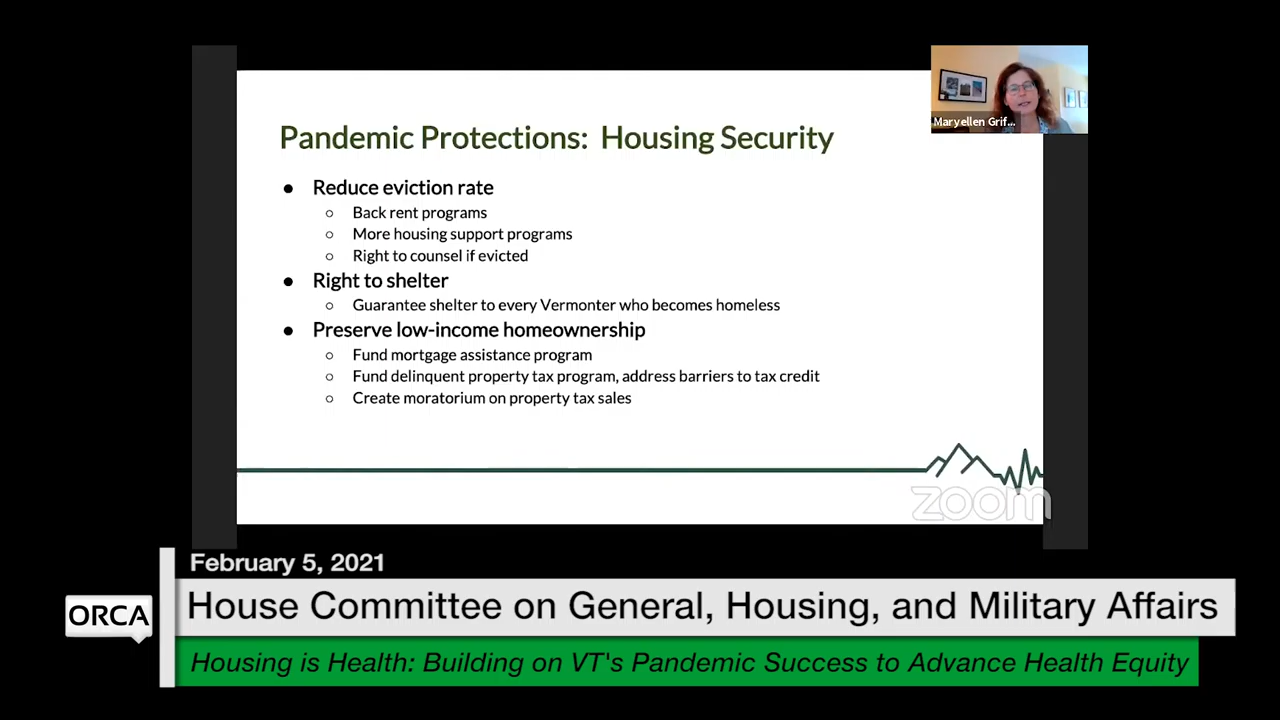 Maryellen Grif...
Pandemic Protections: Housing Security
● Reduce eviction rate
○ Back rent programs
○ More housing support programs
○ Right to counsel if evicted
● Right to shelter
○ Guarantee shelter to every Vermonter who becomes homeless
● Preserve low-income homeownership
○ Fund mortgage assistance program
○ Fund delinquent property tax program, address barriers to tax credit
○ Create moratorium on property tax sales
zoom
February 5, 2021
ORCA
House Committee on General, Housing, and Military Affairs
Housing is Health: Building on VT's Pandemic Success to Advance Health Equity